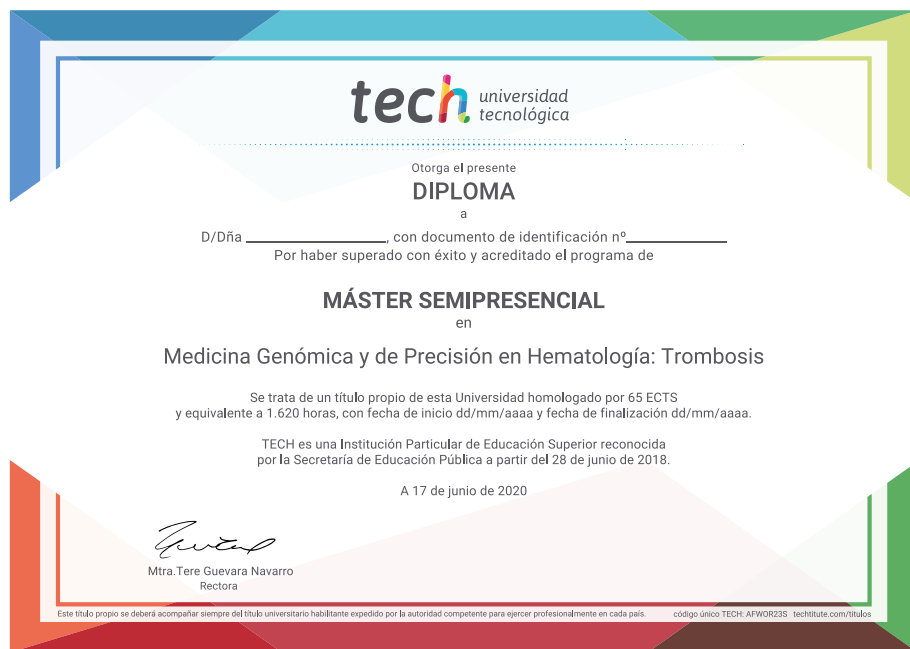 tech universidad
tecnológica
Otorga el presente
DIPLOMA
a
D/Dña ____________, con documento de identificación nº____________
Por haber superado con éxito y acreditado el programa de
MÁSTER SEMIPRESENCIAL
en
Medicina Genómica y de Precisión en Hematología: Trombosis
Se trata de un título propio de esta Universidad homologado por 65 ECTS
y equivalente a 1.620 horas, con fecha de inicio dd/mm/aaaa y fecha de finalización dd/mm/aaaa.
TECH es una Institución Particular de Educación Superior reconocida
por la Secretaría de Educación Pública a partir del 28 de junio de 2018.
A 17 de junio de 2020
Mtra.Tere Guevara Navarro
Rectora
Este título propio se deberá acompañar siempre del título universitario habilitante expedido por la autoridad competente para ejercer profesionalmente en cada país. código único TECH: AFWOR23S techtitute.com/titulos